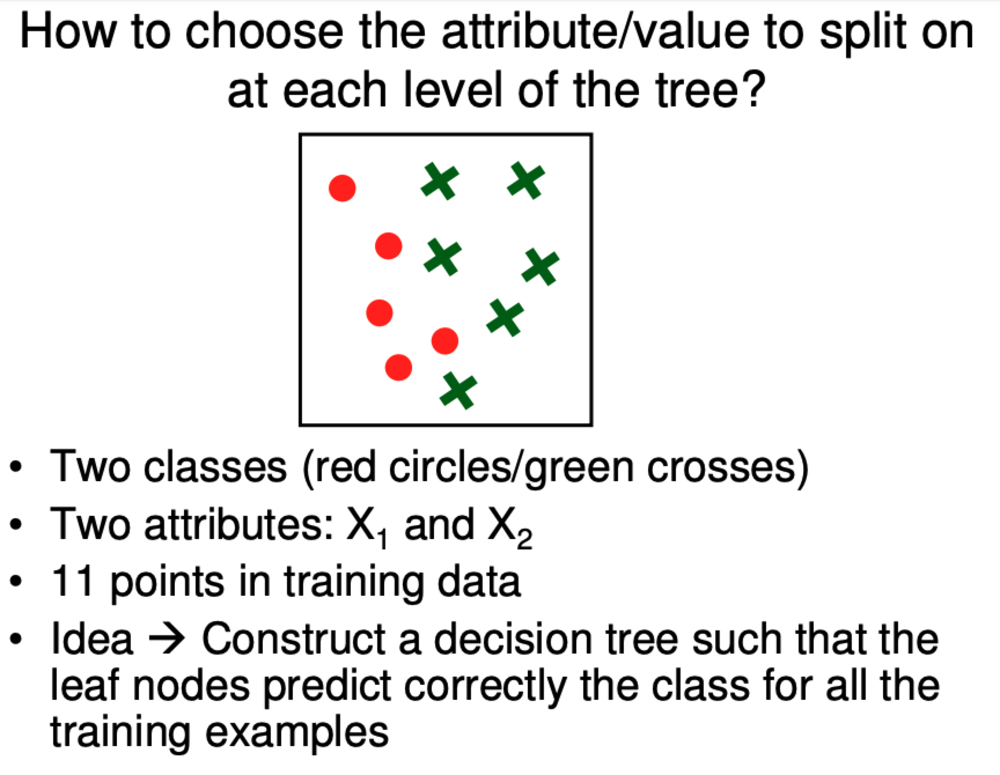 How to choose the attribute/value to split on
at each level of the tree?
• Two classes (red circles/green crosses)
• Two attributes: X₁ and X₂
• 11 points in training data
• Idea → Construct a decision tree such that the
leaf nodes predict correctly the class for all the
training examples